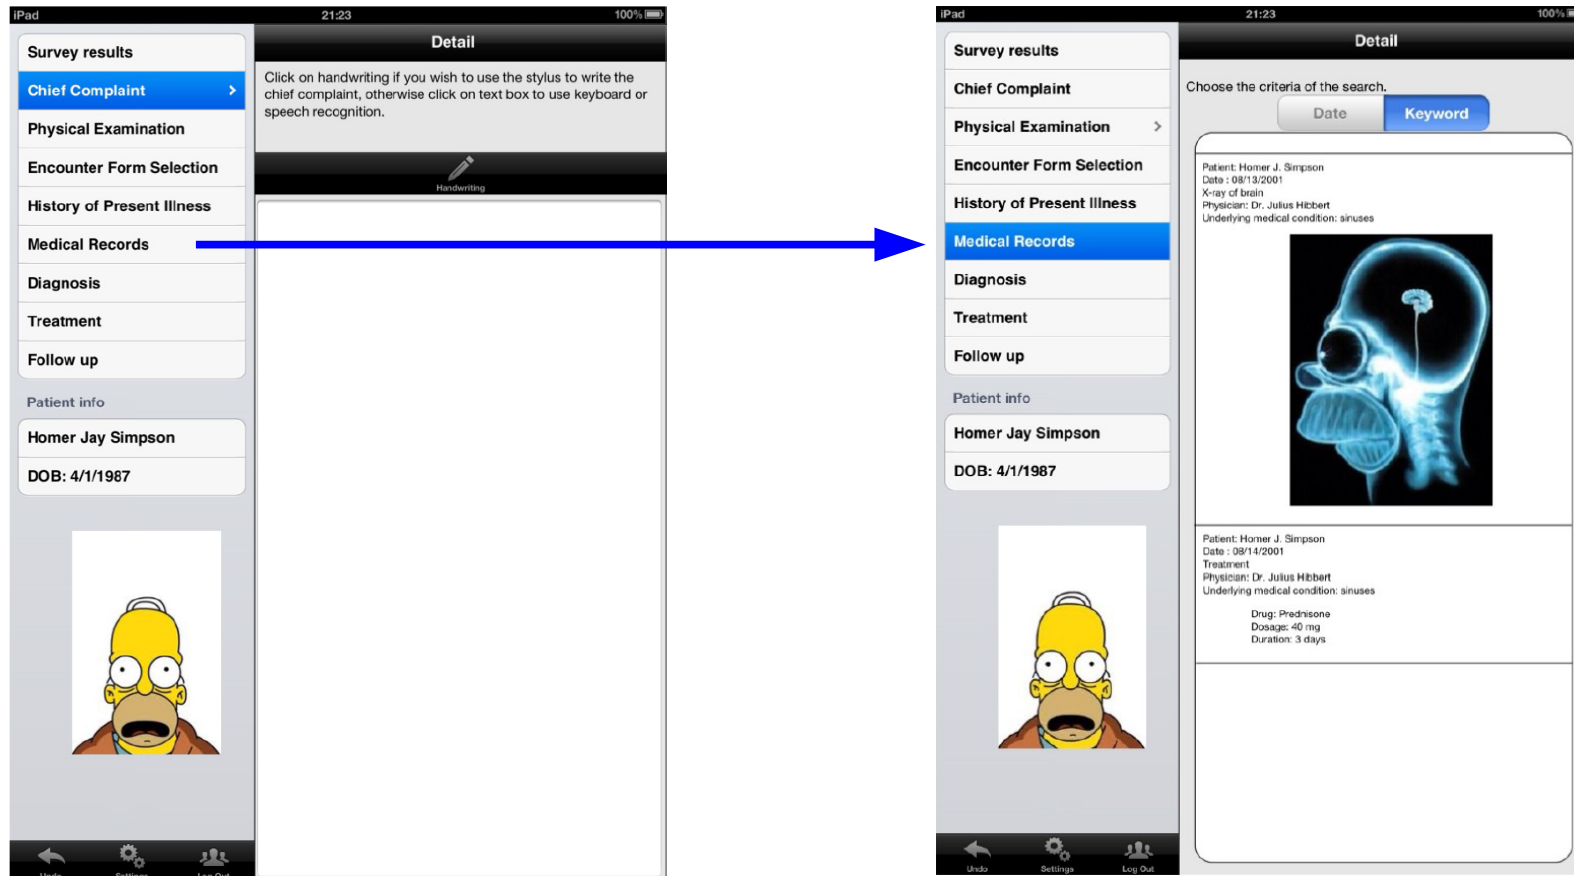 iPad 21:23 100%
Survey results
Chief Complaint
Physical Examination
Encounter Form Selection
History of Present Illness
Medical Records
Diagnosis
Treatment
Follow up
Patient info
Homer Jay Simpson
DOB: 4/1/1987
Undo Settings Log Out
Detail
Click on handwriting if you wish to use the stylus to write the
chief complaint, otherwise click on text box to use keyboard or
speech recognition.
Handwriting
iPad 21:23 100%
Survey results
Chief Complaint
Physical Examination
Encounter Form Selection
History of Present Illness
Medical Records
Diagnosis
Treatment
Follow up
Patient info
Homer Jay Simpson
DOB: 4/1/1987
Undo Settings Log Out
Detail
Choose the criteria of the search.
Date Keyword
Patient: Homer J. Simpson
Date : 08/13/2001
X-ray of brain
Physician: Dr. Julius Hibbert
Underlying medical condition: sinuses
Patient: Homer J. Simpson
Date : 08/14/2001
Treatment
Physician: Dr. Julius Hibbert
Underlying medical condition: sinuses
Drug: Prednisone
Dosage: 40 mg
Duration: 3 days